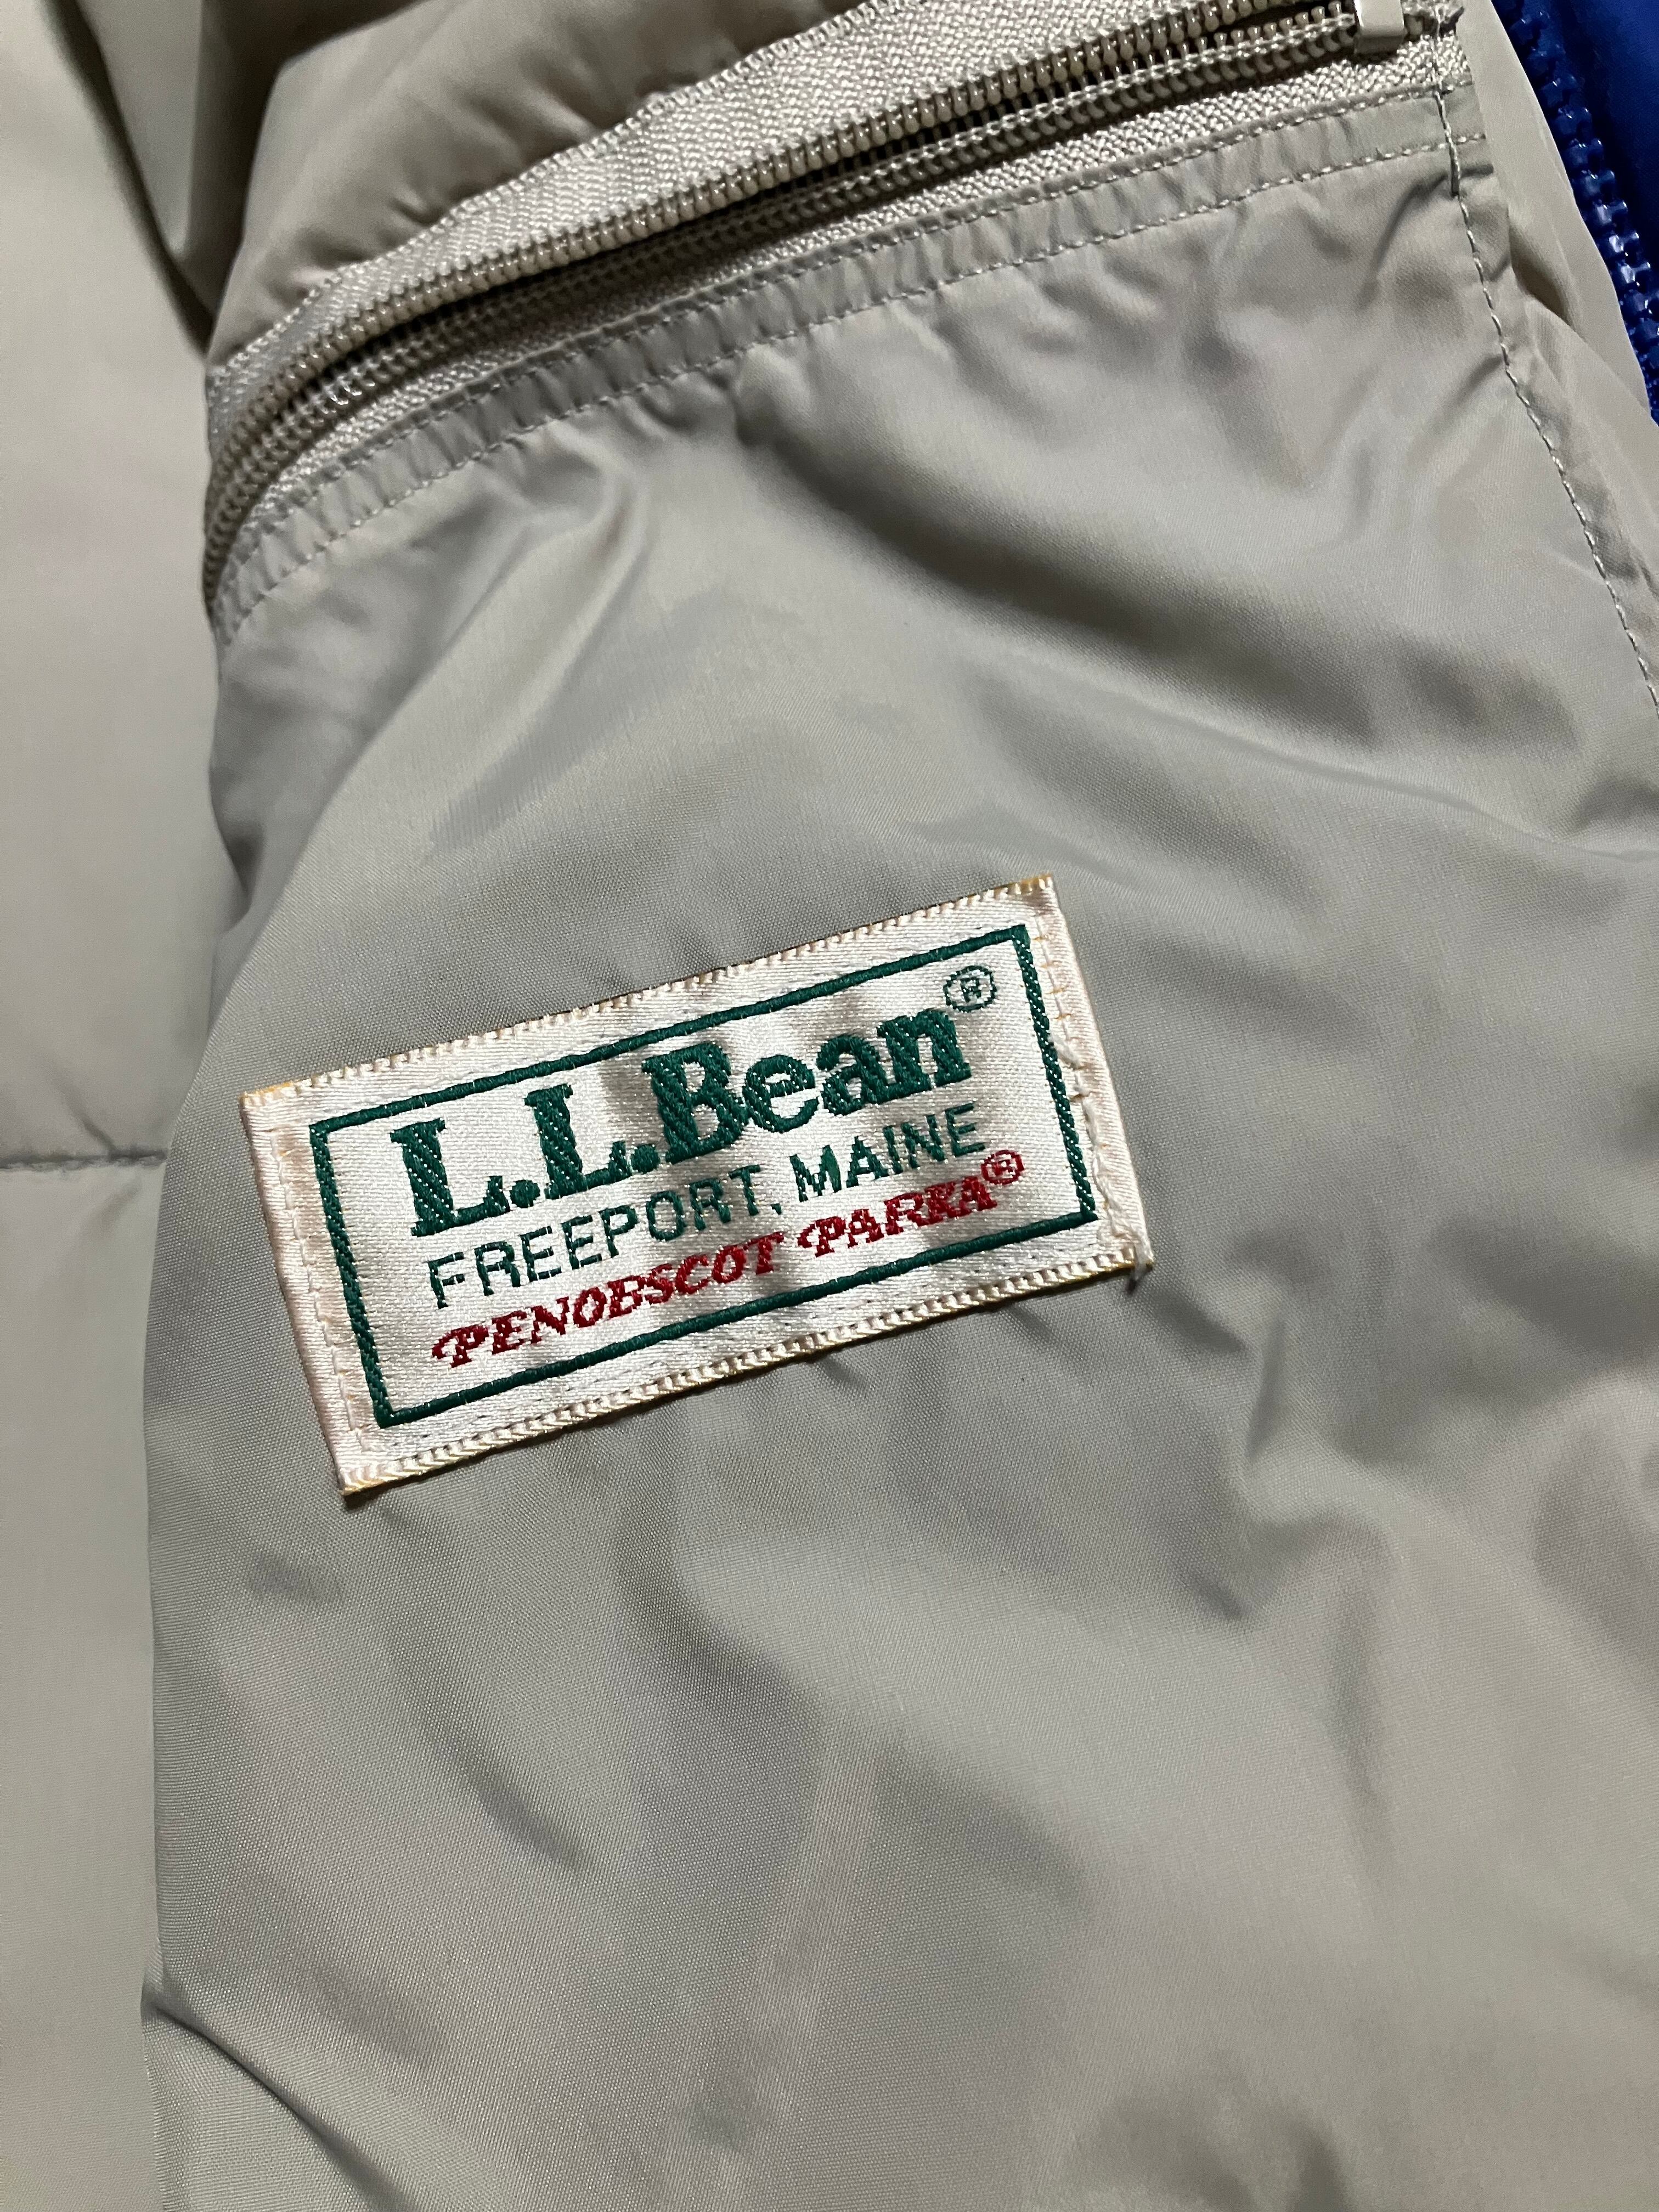 L.L.Bean®
FREEPORT, MAINE
PENOBSCOT PARKA®